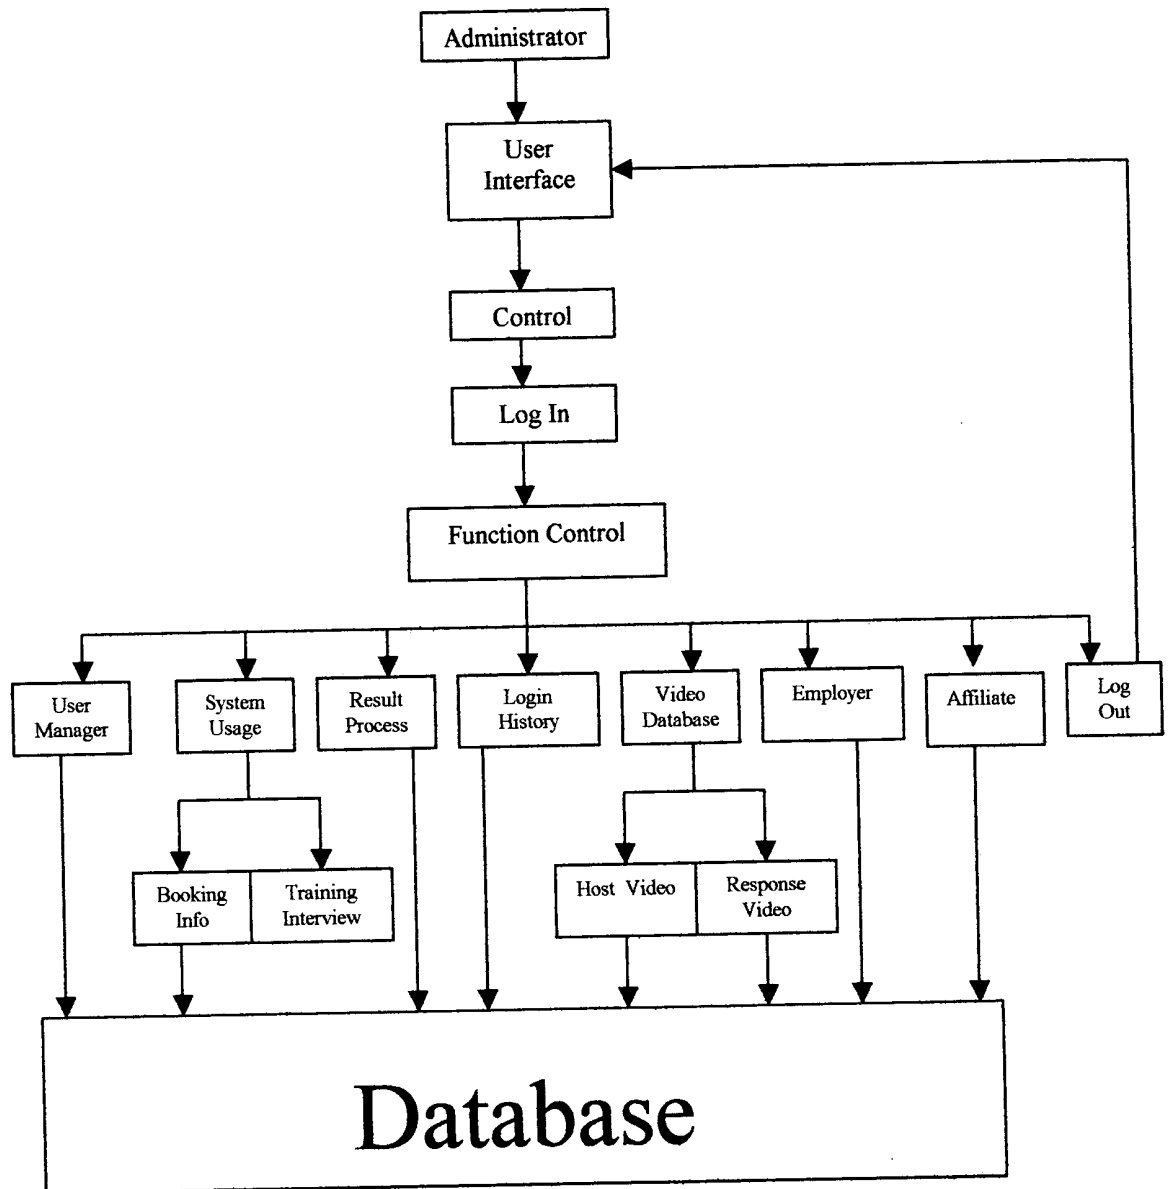 Administrator
User
Interface
Control
Log In
Function Control
User
Manager
System
Usage
Result
Process
Login
History
Video
Database
Employer
Affiliate
Log
Out
Booking
Info
Training
Interview
Host Video
Response
Video
Database